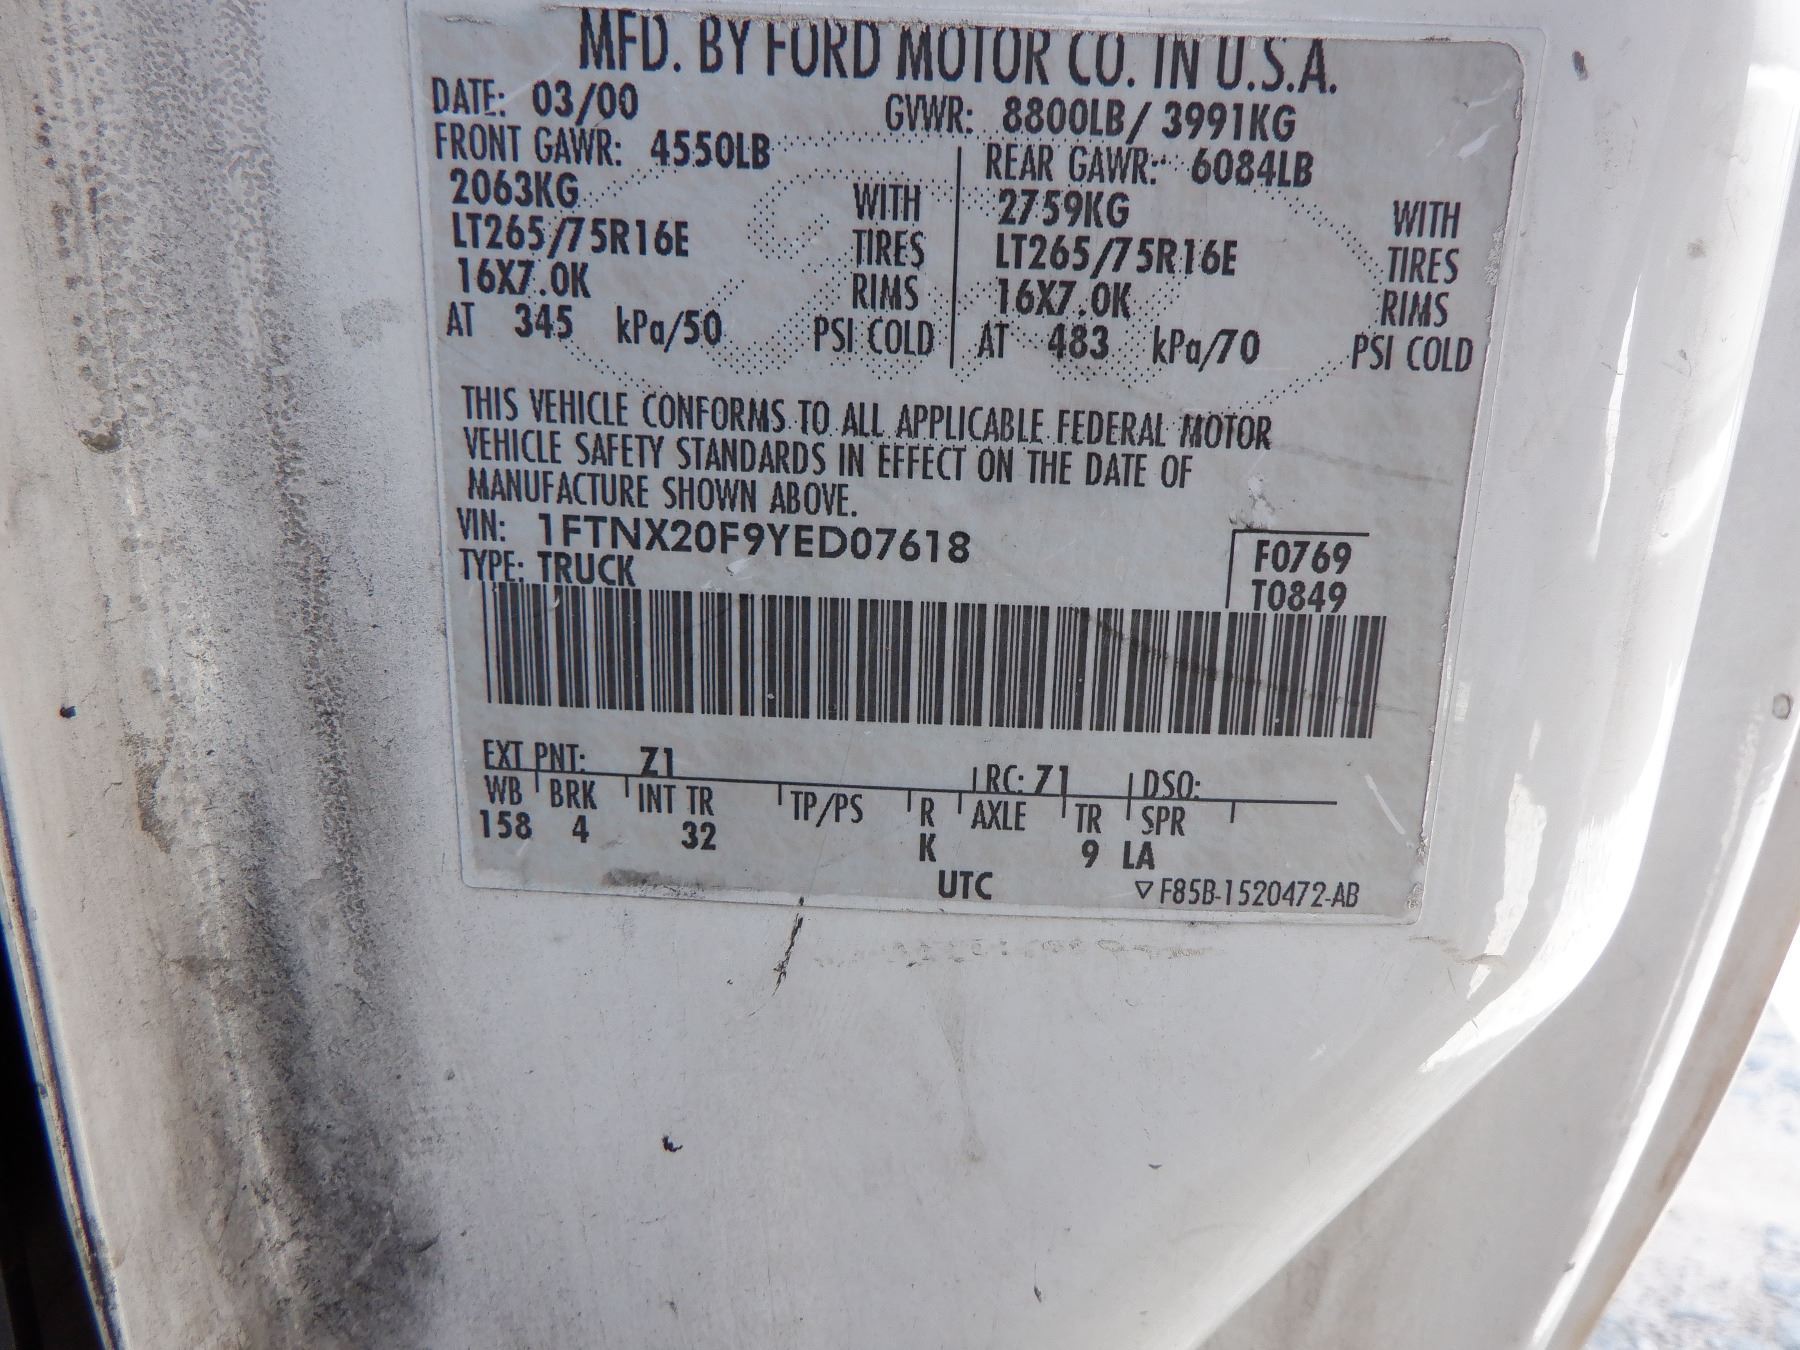 MFD. BY FORD MOTOR CO. IN U.S.A.
DATE: 03/00 GVWR: 8800LB/ 3991KG
FRONT GAWR: 4550LB REAR GAWR: 6084LB
2063KG WITH 2759KG WITH
LT265/75R16E TIRES LT265/75R16E TIRES
16X7.0K RIMS 16X7.0K RIMS
AT 345 kPa/50 PSI COLD AT 483 kPa/70 PSI COLD
THIS VEHICLE CONFORMS TO ALL APPLICABLE FEDERAL MOTOR
VEHICLE SAFETY STANDARDS IN EFFECT ON THE DATE OF
MANUFACTURE SHOWN ABOVE.
VIN: 1FTNX20F9YED07618 F0769
TYPE: TRUCK T0849
EXT PNT: Z1 RC: 71 DSO:
WB BRK INT TR TP/PS R AXLE TR SPR
158 4 32 K 9 LA
UTC ▽F85B-1520472-AB